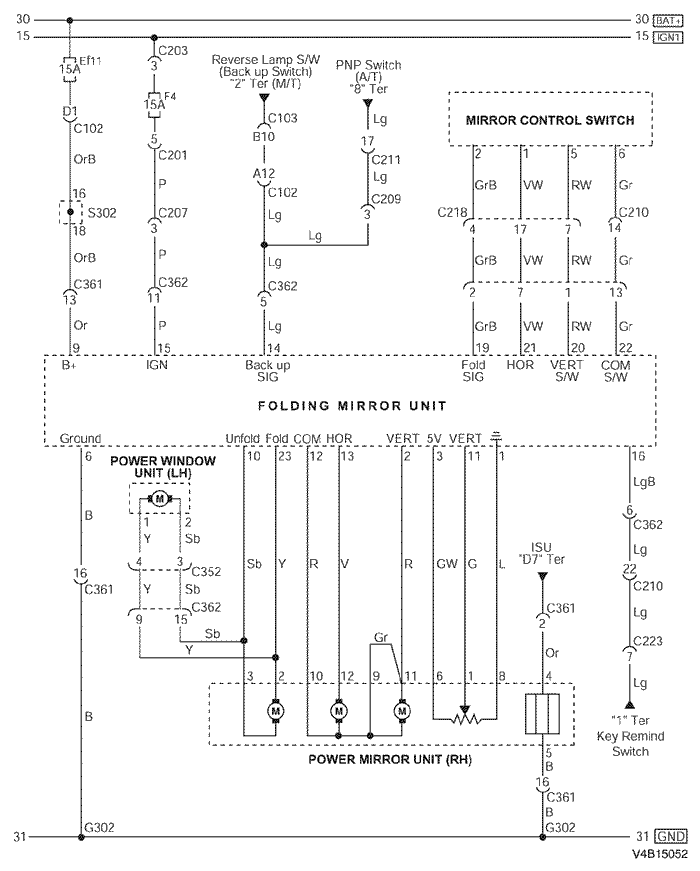 30 30 BAT+
15 15 IGN1
Ef11
15A
D1
C102
OrB
16
S302
18
OrB
C361
13
Or
9
B+
C203
3
F4
15A
5
C201
P
C207
3
P
C362
11
P
15
IGN
Reverse Lamp S/W
(Back up Switch)
"2" Ter (M/T)
C103
B10
A12
C102
Lg
Lg
Lg
C362
5
Lg
14
Back up
SIG
PNP Switch
(A/T)
"8" Ter
Lg
17
C211
Lg
C209
3
MIRROR CONTROL SWITCH
2 1 5 6
GrB VW RW Gr
C218 C210
4 17 7 14
GrB VW RW Gr
2 7 1 13
GrB VW RW Gr
19 21 20 22
Fold HOR VERT COM
SIG S/W S/W
FOLDING MIRROR UNIT
Ground Unfold Fold COM HOR VERT 5V VERT
6 10 23 12 13 2 3 11 1 16
POWER WINDOW
UNIT (LH)
M
1 2
Y Sb
4 3 C352
Y Sb
C362
9 15
Sb
Y
B
16
C361
B
Sb Y R V R GW G L
Gr
ISU
"D7" Ter
C361
2
Or
LgB
6
C362
Lg
22
C210
Lg
C223
7
Lg
"1" Ter
Key Remind
Switch
3 2 10 12 9 11 6 1 8 4
M M M
POWER MIRROR UNIT (RH)
5
B
16
C361
B
G302 G302
31 31 GND
V4B15052